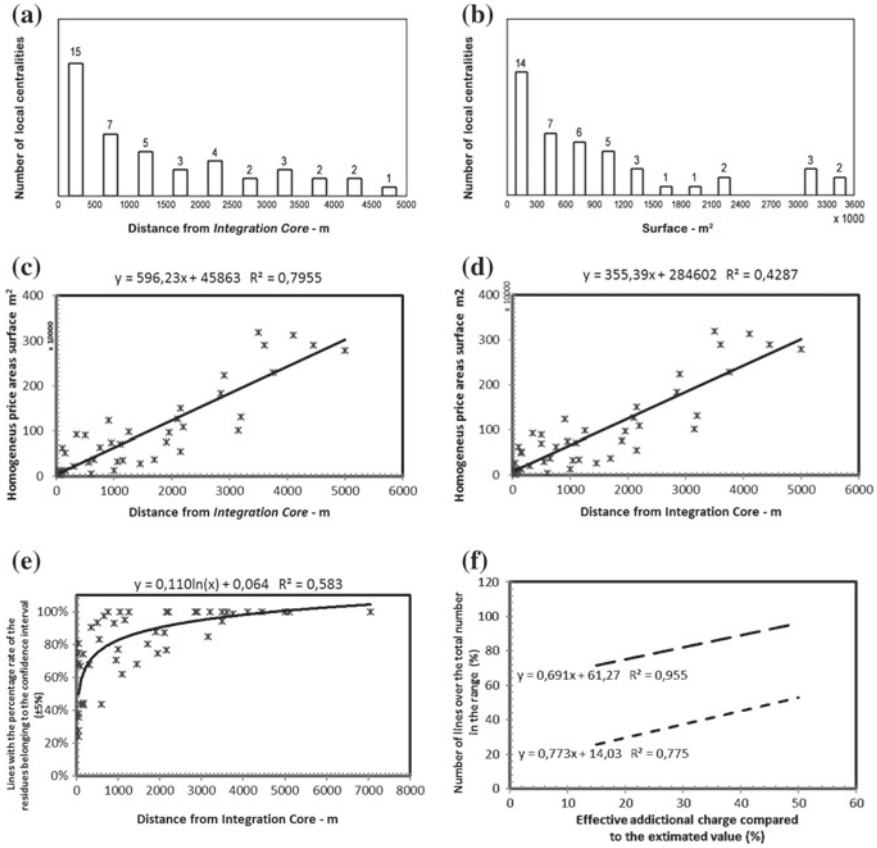 (a)
Number of local centralities
15
7
5
3
4
2
3
2
2
1
0 500 1000 1500 2000 2500 3000 3500 4000 4500 5000
Distance from Integration Core - m
(b)
Number of local centralities
14
7
6
5
3
1
1
2
3
2
0 300 600 900 1200 1500 1800 2100 2400 2700 3000 3300 3600
x 1000
Surface - m²
(c)
y = 596,23x + 45863 R² = 0,7955
Homogeneus price areas surface m²
x 10000
400
300
200
100
0
0 1000 2000 3000 4000 5000 6000
Distance from Integration Core - m
(d)
y = 355,39x + 284602 R² = 0,4287
Homogeneus price areas surface m2
x 10000
400
300
200
100
0
0 1000 2000 3000 4000 5000 6000
Distance from Integration Core - m
(e)
y = 0,110ln(x) + 0,064 R² = 0,583
Lines with the percentage rate of the
residues belonging to the confidence interval
(±5%)
100%
80%
60%
40%
20%
0%
0 1000 2000 3000 4000 5000 6000 7000 8000
Distance from Integration Core - m
(f)
Number of lines over the total number
in the range (%)
120
100
80
60
40
20
0
y = 0,691x + 61,27 R² = 0,955
y = 0,773x + 14,03 R² = 0,775
0 10 20 30 40 50 60
Effective addictional charge compared
to the extimated value (%)